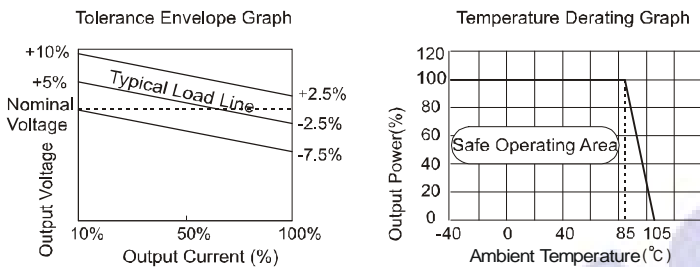 Tolerance Envelope Graph
+10%
+5%
Nominal
Voltage
Output Voltage
Typical Load Line
+2.5%
-2.5%
-7.5%
10%
50%
100%
Output Current (%)
Temperature Derating Graph
120
100
80
60
40
20
0
Output Power(%)
Safe Operating Area
-40
0
40
85
105
Ambient Temperature(℃)